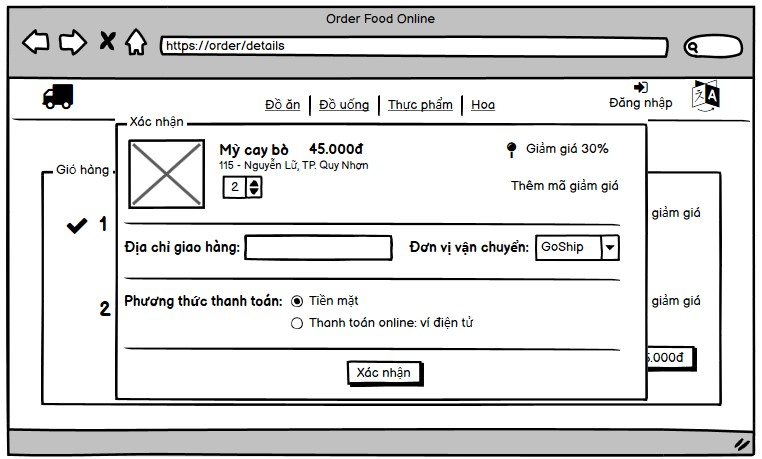 Order Food Online
https://order/details
Đồ ăn Đồ uống Thực phẩm Hoa
Đăng nhập
A
Xác nhận
Mỳ cay bò 45.000đ
Giảm giá 30%
115 - Nguyễn Lữ, TP. Quy Nhơn
2
Thêm mã giảm giá
Giỏ hàng
1
giảm giá
Địa chỉ giao hàng:
Đơn vị vận chuyển: GoShip
2
giảm giá
Phương thức thanh toán: Tiền mặt
Thanh toán online: ví điện tử
5.000đ
Xác nhận